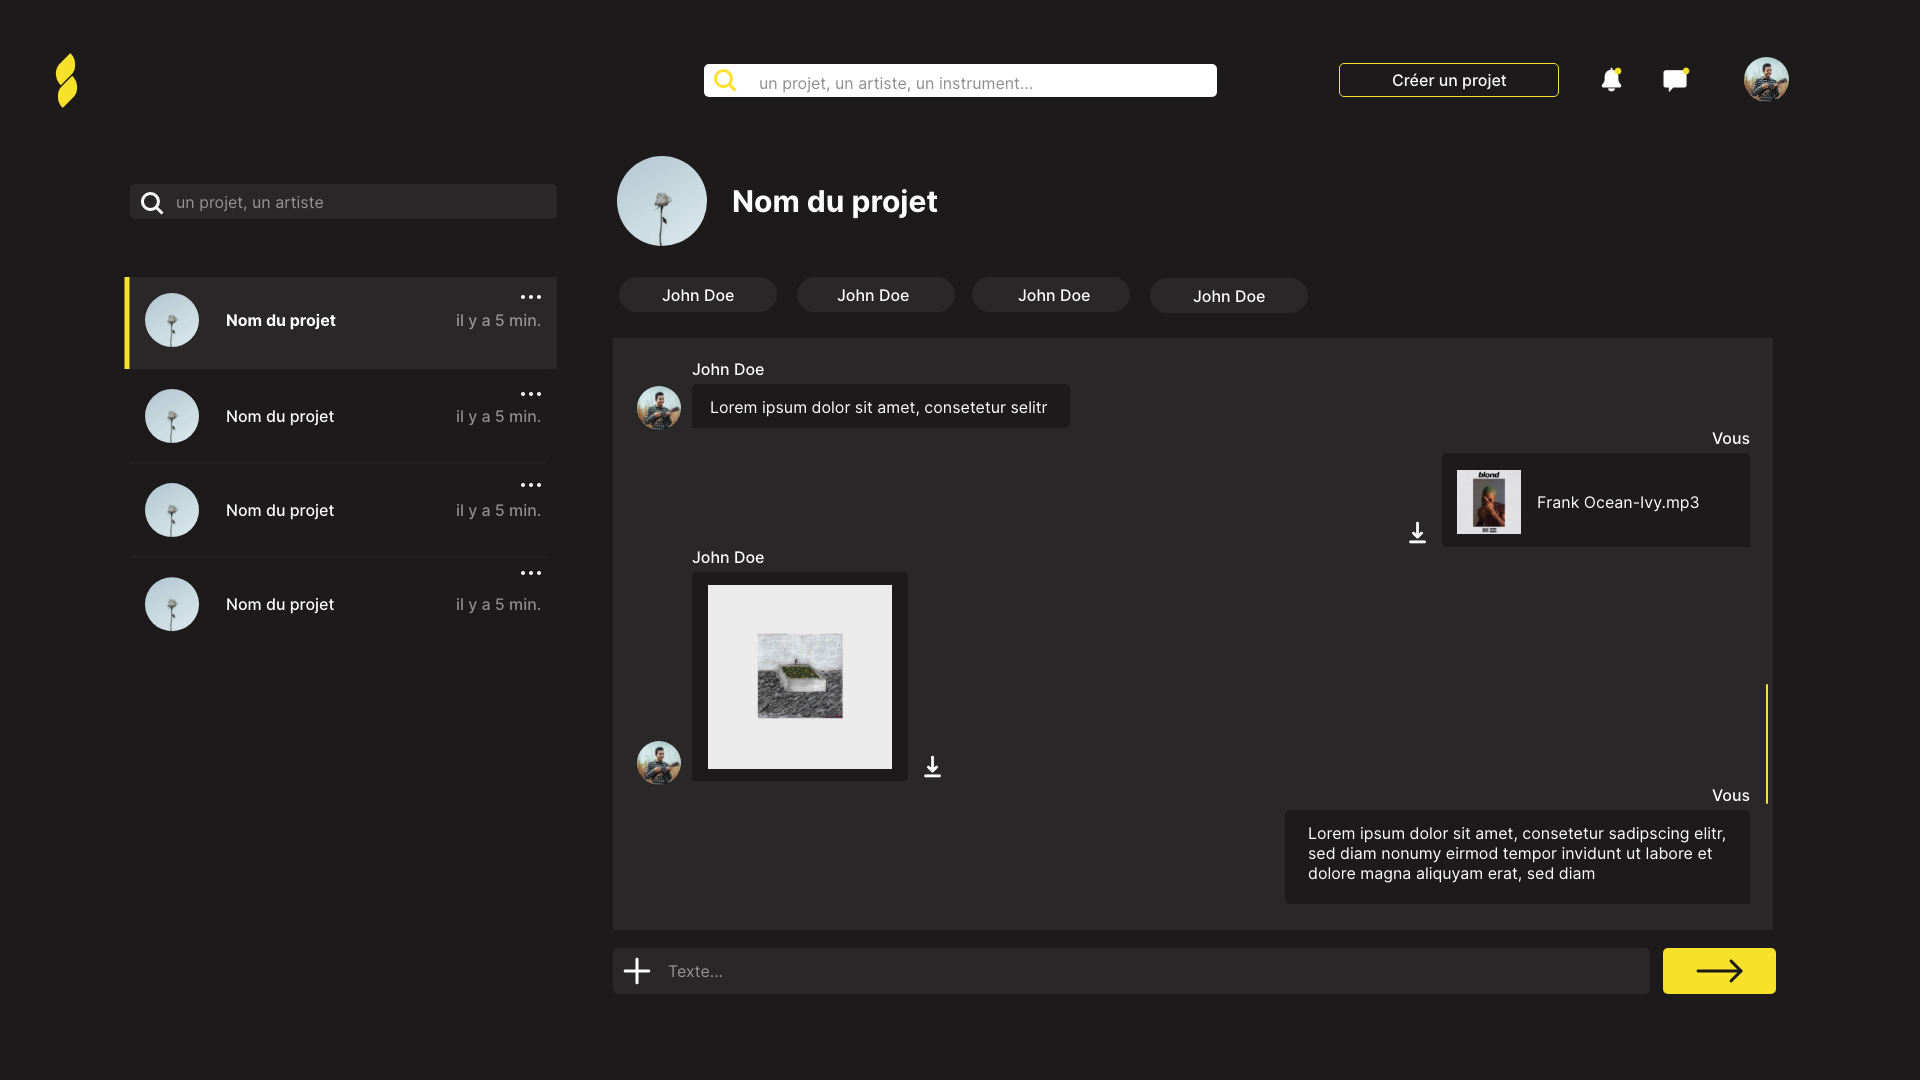 un projet, un artiste, un instrument...
Créer un projet
un projet, un artiste
Nom du projet
il y a 5 min.
Nom du projet
il y a 5 min.
Nom du projet
il y a 5 min.
Nom du projet
il y a 5 min.
Nom du projet
John Doe
John Doe
John Doe
John Doe
John Doe
Lorem ipsum dolor sit amet, consetetur selitr
Vous
blond
Frank Ocean-Ivy.mp3
John Doe
Vous
Lorem ipsum dolor sit amet, consetetur sadipscing elitr,
sed diam nonumy eirmod tempor invidunt ut labore et
dolore magna aliquyam erat, sed diam
Texte...